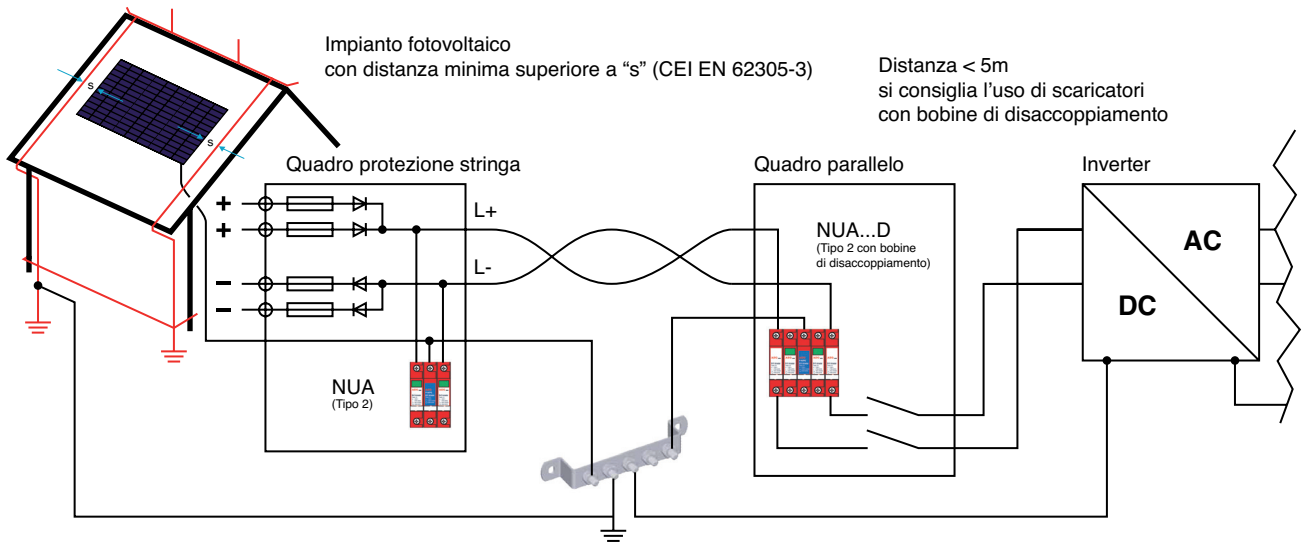 Impianto fotovoltaico
con distanza minima superiore a “s” (CEI EN 62305-3)
Distanza < 5m
si consiglia l’uso di scaricatori
con bobine di disaccoppiamento
s
s
Quadro protezione stringa
Quadro parallelo
Inverter
+
+
−
−
L+
L-
NUA
(Tipo 2)
NUA...D
(Tipo 2 con bobine
di disaccoppiamento)
AC
DC